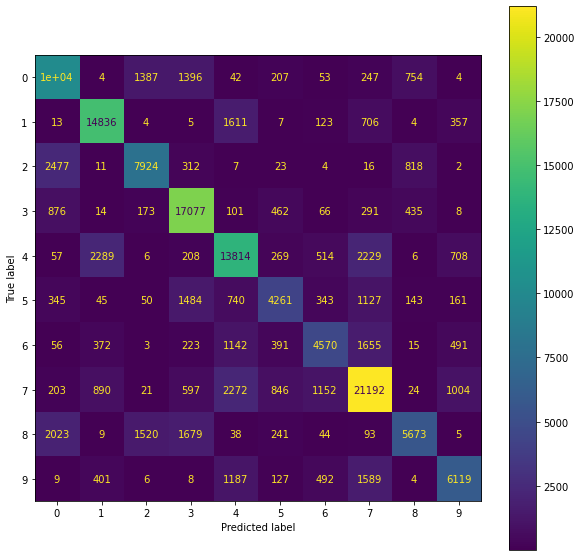 0 1e+04 4 1387 1396 42 207 53 247 754 4
1 13 14836 4 5 1611 7 123 706 4 357
2 2477 11 7924 312 7 23 4 16 818 2
3 876 14 173 17077 101 462 66 291 435 8
4 57 2289 6 208 13814 269 514 2229 6 708
5 345 45 50 1484 740 4261 343 1127 143 161
6 56 372 3 223 1142 391 4570 1655 15 491
7 203 890 21 597 2272 846 1152 21192 24 1004
8 2023 9 1520 1679 38 241 44 93 5673 5
9 9 401 6 8 1187 127 492 1589 4 6119
0 1 2 3 4 5 6 7 8 9
Predicted label
True label
20000
17500
15000
12500
10000
7500
5000
2500